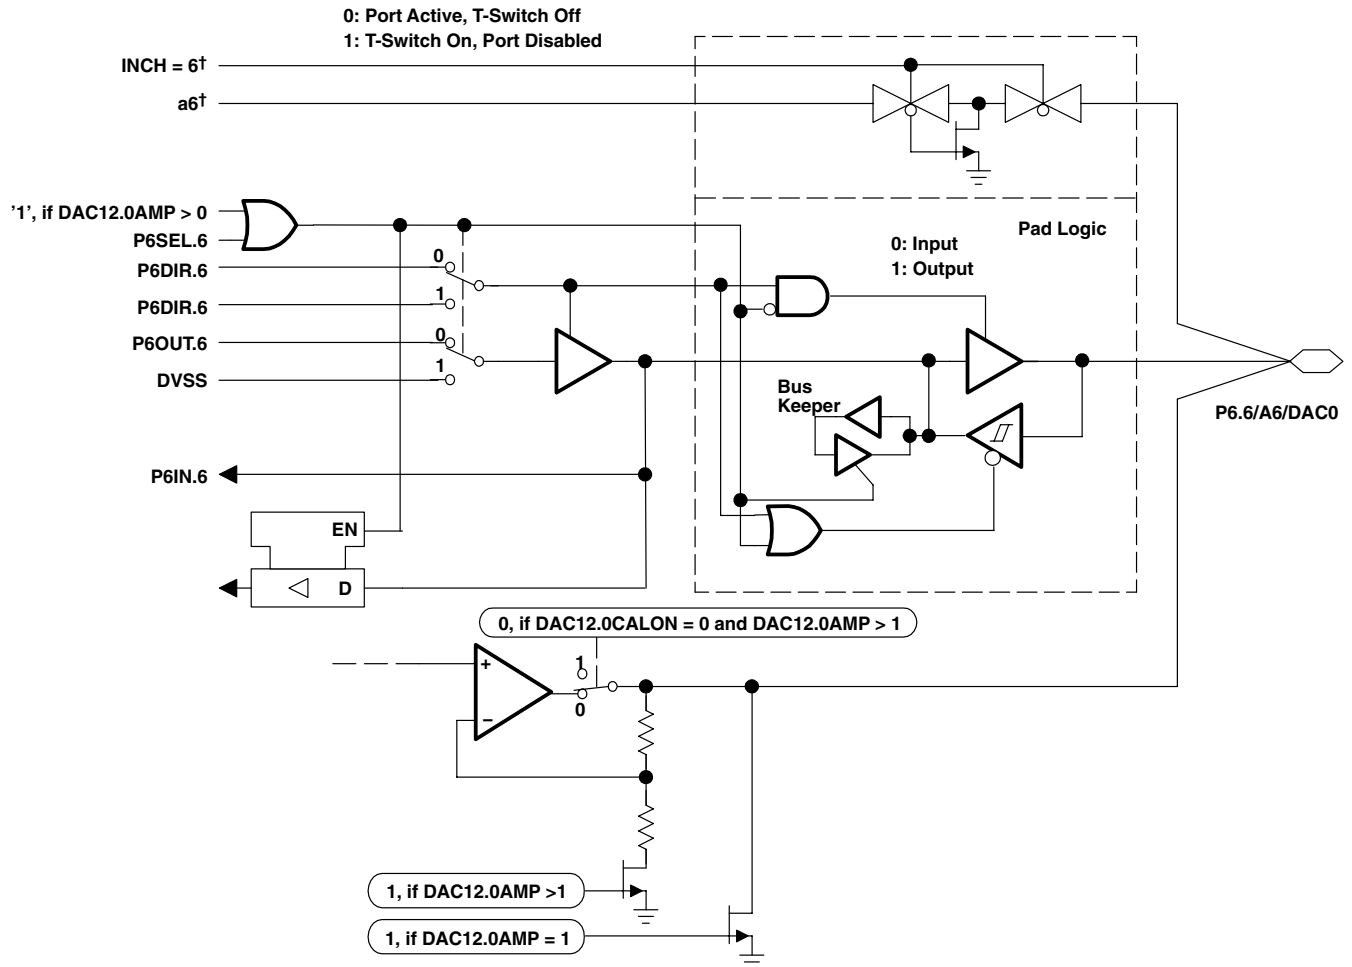 0: Port Active, T-Switch Off
1: T-Switch On, Port Disabled
INCH = 6†
a6†
'1', if DAC12.0AMP > 0
P6SEL.6
P6DIR.6
0
P6DIR.6
1
P6OUT.6
0
DVSS
1
Pad Logic
0: Input
1: Output
Bus
Keeper
P6.6/A6/DAC0
P6IN.6
EN
D
0, if DAC12.0CALON = 0 and DAC12.0AMP > 1
+
−
1
0
1, if DAC12.0AMP >1
1, if DAC12.0AMP = 1